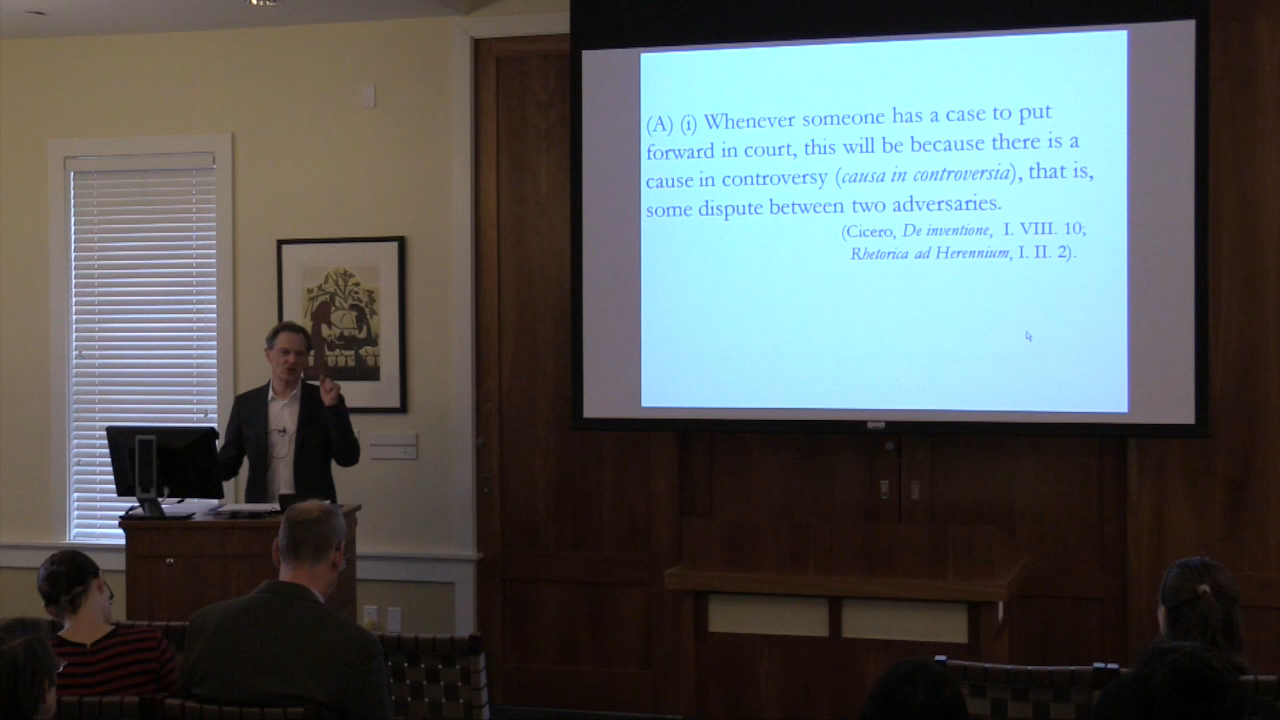 (A) (i) Whenever someone has a case to put
forward in court, this will be because there is a
cause in controversy (causa in controversia), that is,
some dispute between two adversaries.
(Cicero, De inventione, I. VIII. 10;
Rhetorica ad Herennium, I. II. 2).